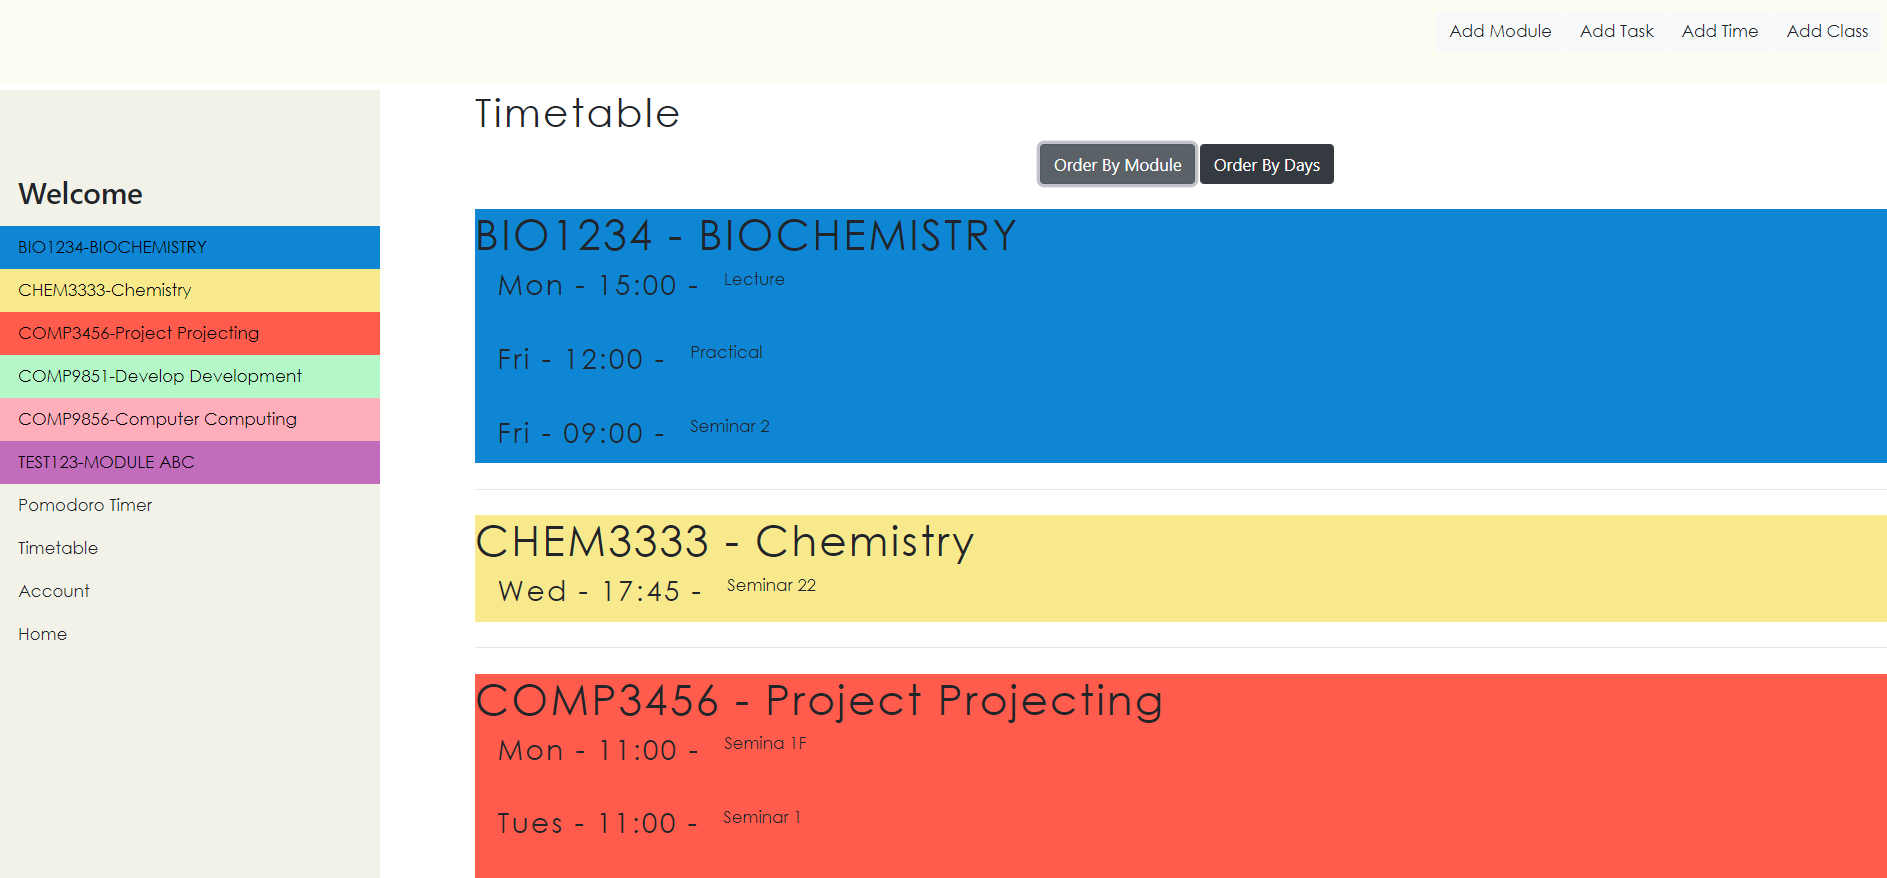 Add Module Add Task Add Time Add Class
Timetable
Order By Module Order By Days
Welcome
BIO1234-BIOCHEMISTRY
CHEM3333-Chemistry
COMP3456-Project Projecting
COMP9851-Develop Development
COMP9856-Computer Computing
TEST123-MODULE ABC
Pomodoro Timer
Timetable
Account
Home
BIO1234 - BIOCHEMISTRY
Mon - 15:00 - Lecture
Fri - 12:00 - Practical
Fri - 09:00 - Seminar 2
CHEM3333 - Chemistry
Wed - 17:45 - Seminar 22
COMP3456 - Project Projecting
Mon - 11:00 - Semina 1F
Tues - 11:00 - Seminar 1